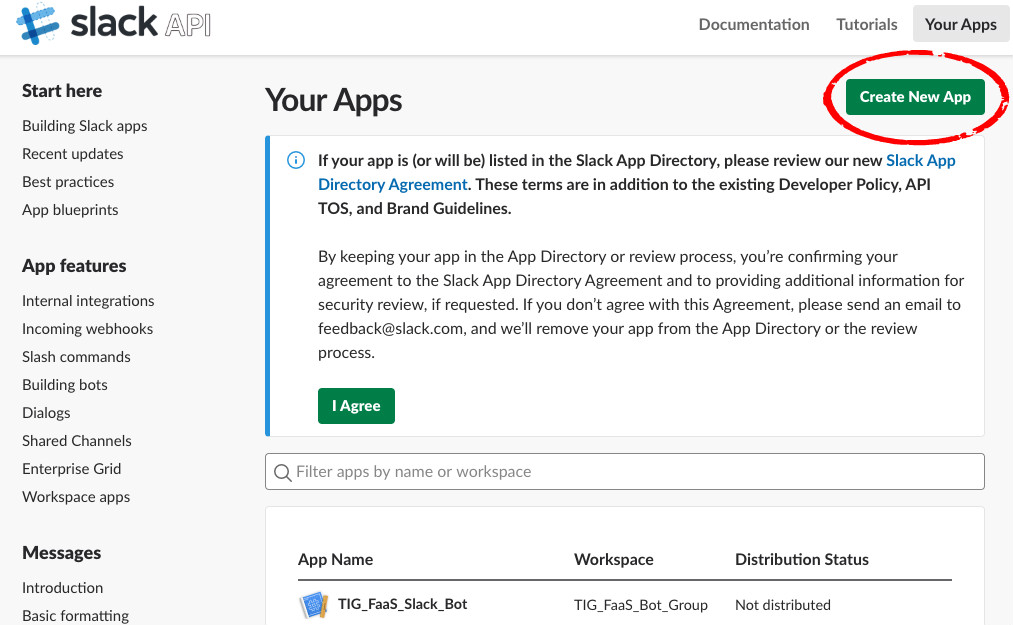 slack API
Documentation
Tutorials
Your Apps
Start here
Building Slack apps
Recent updates
Best practices
App blueprints
App features
Internal integrations
Incoming webhooks
Slash commands
Building bots
Dialogs
Shared Channels
Enterprise Grid
Workspace apps
Messages
Introduction
Basic formatting
Your Apps
Create New App
If your app is (or will be) listed in the Slack App Directory, please review our new Slack App
Directory Agreement. These terms are in addition to the existing Developer Policy, API
TOS, and Brand Guidelines.
By keeping your app in the App Directory or review process, you’re confirming your
agreement to the Slack App Directory Agreement and to providing additional information for
security review, if requested. If you don’t agree with this Agreement, please send an email to
feedback@slack.com, and we’ll remove your app from the App Directory or the review
process.
I Agree
Filter apps by name or workspace
App Name Workspace Distribution Status
TIG_FaaS_Slack_Bot TIG_FaaS_Bot_Group Not distributed